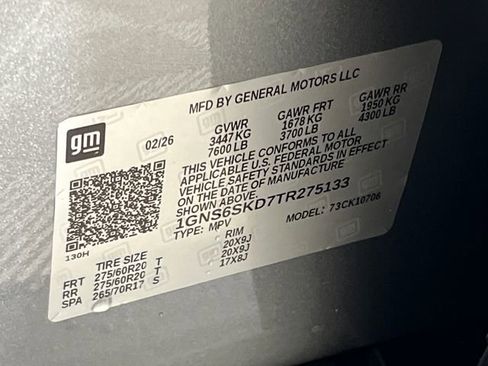 MFD BY GENERAL MOTORS LLC
gm
02/26
GVWR GAWR FRT GAWR RR
3447 KG 1678 KG 1950 KG
7600 LB 3700 LB 4300 LB
THIS VEHICLE CONFORMS TO ALL
APPLICABLE U.S. FEDERAL MOTOR
VEHICLE SAFETY STANDARDS IN EFFECT
ON THE DATE OF MANUFACTURE
SHOWN ABOVE.
1GNS6SKD7TR275133
TYPE: MPV MODEL: 73CK10706
130H
TIRE SIZE RIM
FRT 275/60R20 T 20X9J
RR 275/60R20 T 20X9J
SPA 265/70R17 S 17X8J